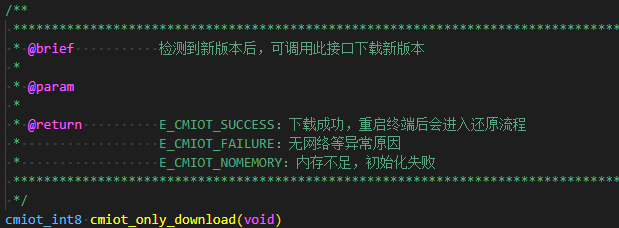 /**
*******************************************************************************
* @brief 检测到新版本后，可调用此接口下载新版本
*
* @param
*
* @return E_CMIOT_SUCCESS：下载成功，重启终端后会进入还原流程
* E_CMIOT_FAILURE：无网络等异常原因
* E_CMIOT_NOMEMORY：内存不足，初始化失败
*******************************************************************************
*/
cmiot_int8 cmiot_only_download(void)